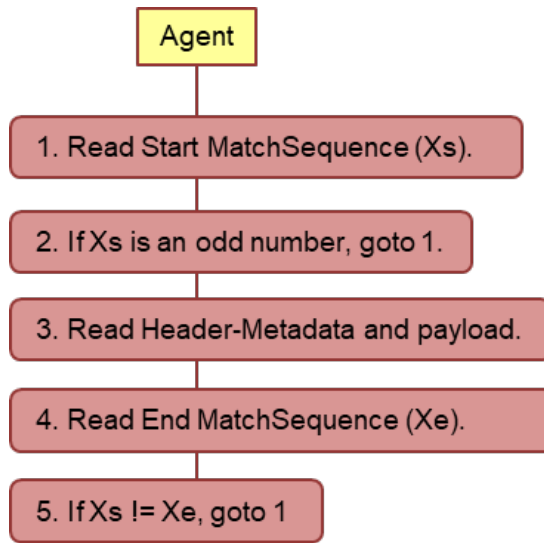 Agent
1. Read Start MatchSequence (Xs).
2. If Xs is an odd number, goto 1.
3. Read Header-Metadata and payload.
4. Read End MatchSequence (Xe).
5. If Xs != Xe, goto 1